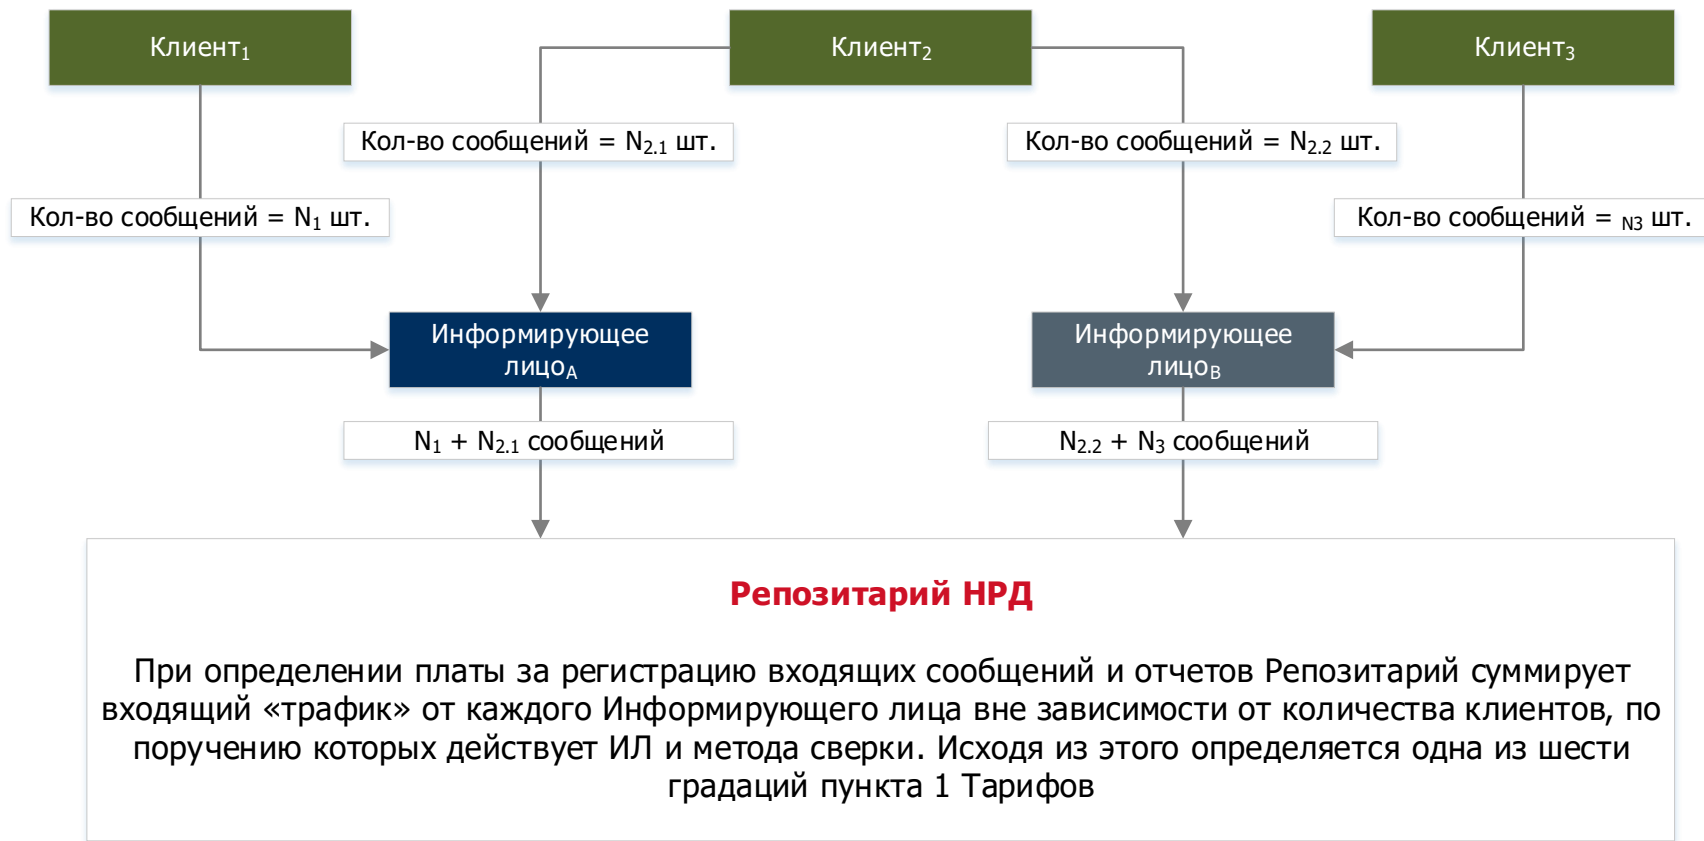 Клиент1
Клиент2
Клиент3
Кол-во сообщений = N2.1 шт.
Кол-во сообщений = N2.2 шт.
Кол-во сообщений = N1 шт.
Кол-во сообщений = N3 шт.
Информирующее
лицоA
Информирующее
лицоB
N1 + N2.1 сообщений
N2.2 + N3 сообщений
Репозитарий НРД
При определении платы за регистрацию входящих сообщений и отчетов Репозитарий суммирует
входящий «трафик» от каждого Информирующего лица вне зависимости от количества клиентов, по
поручению которых действует ИЛ и метода сверки. Исходя из этого определяется одна из шести
градаций пункта 1 Тарифов